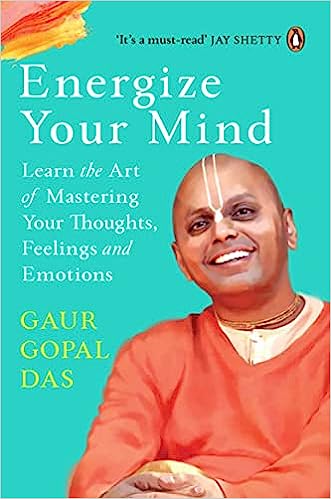 ‘It’s a must-read’ JAY SHETTY
Energize
Your Mind
Learn the Art
of Mastering
Your Thoughts,
Feelings and
Emotions
GAUR
GOPAL
DAS